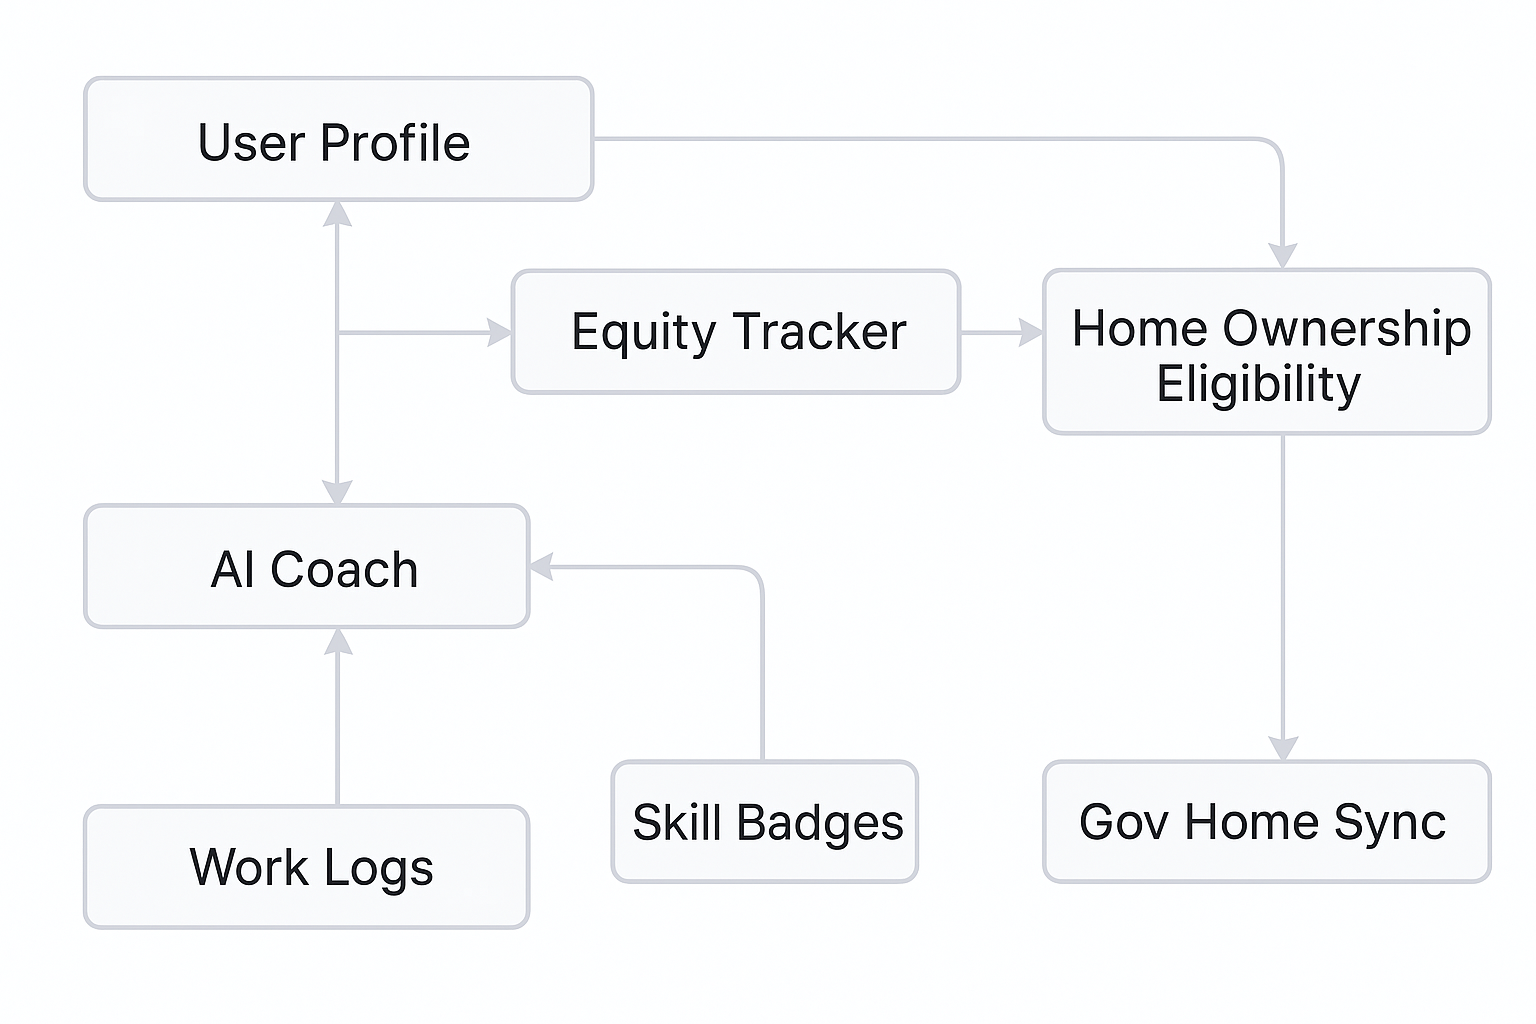 User Profile
Equity Tracker
Home Ownership
Eligibility
AI Coach
Skill Badges
Gov Home Sync
Work Logs